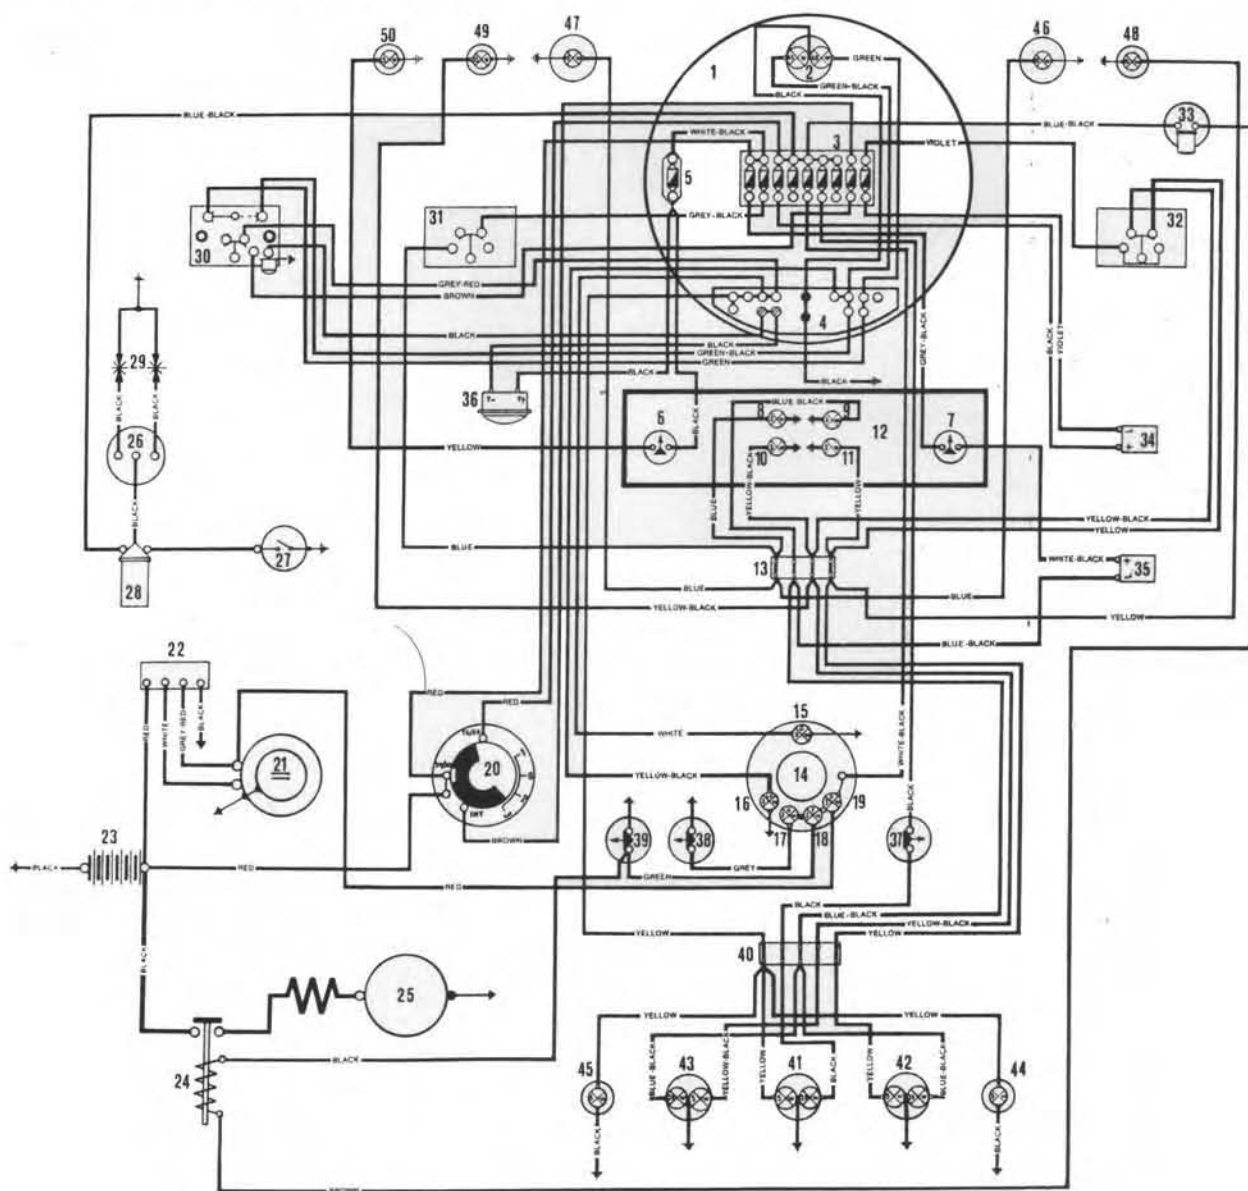 50
49
47
46
48
1
2
GREEN
GREEN-BLACK
BLACK
BLUE-BLACK
WHITE-BLACK
3
BLUE-BLACK
33
VIOLET
5
31
GREY-BLACK
32
30
GREY-RED
BROWN
4
BLACK
BLACK
GREEN-BLACK
GREEN
BLACK
BLACK
GREY-BLACK
BLACK
VIOLET
29
36
BLACK
BLACK
26
8
BLUE-BLACK
9
12
6
BLACK
7
34
YELLOW
10
11
BLACK
YELLOW-BLACK
YELLOW
BLUE
YELLOW-BLACK
YELLOW
27
BLUE
13
WHITE-BLACK
35
28
BLUE
BLUE
YELLOW-BLACK
YELLOW
BLUE-BLACK
22
RED
RED
RED
WHITE
GREY-RED
BLACK
15
WHITE
WHITE-BLACK
21
20
INT
14
YELLOW-BLACK
16
17
18
19
39
38
37
BROWN
23
BLACK
RED
GREEN
GREY
RED
BLACK
BLUE-BLACK
YELLOW-BLACK
YELLOW
YELLOW
40
BLACK
25
YELLOW
YELLOW
BLACK
24
45
BLUE-BLACK
43
YELLOW-BLACK
YELLOW
41
BLACK
YELLOW
42
BLUE-BLACK
44
BLACK
BLACK
BROWN